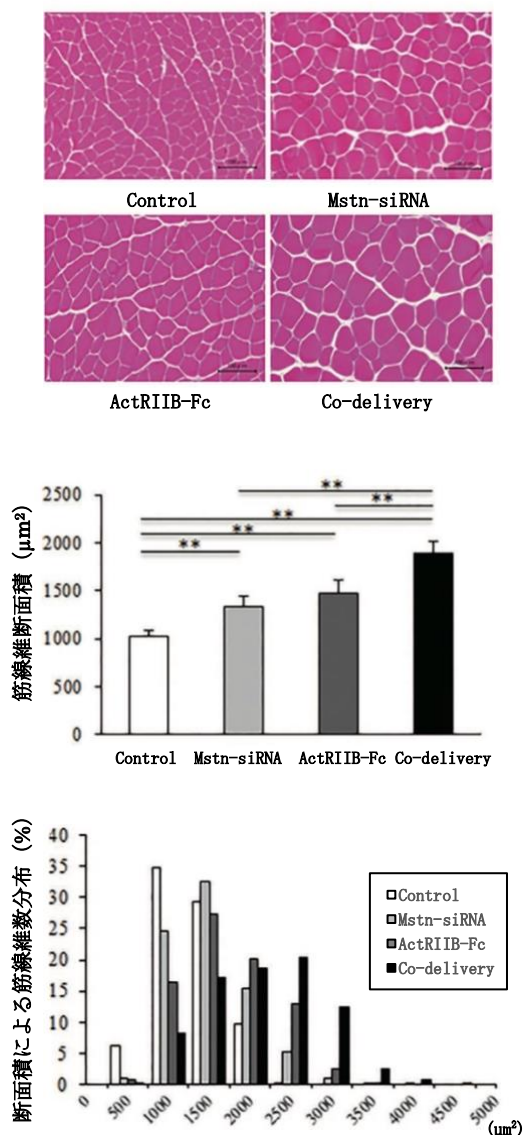 Control
Mstn-siRNA
ActRIIB-Fc
Co-delivery
筋線維断面積 (μm²)
2500
2000
1500
1000
500
0
**
**
**
**
**
Control
Mstn-siRNA
ActRIIB-Fc
Co-delivery
断面積による筋線維数分布 (%)
40
35
30
25
20
15
10
5
0
Control
Mstn-siRNA
ActRIIB-Fc
Co-delivery
0
500
1000
1500
2000
2500
3000
3500
4000
4500
5000
(um²)